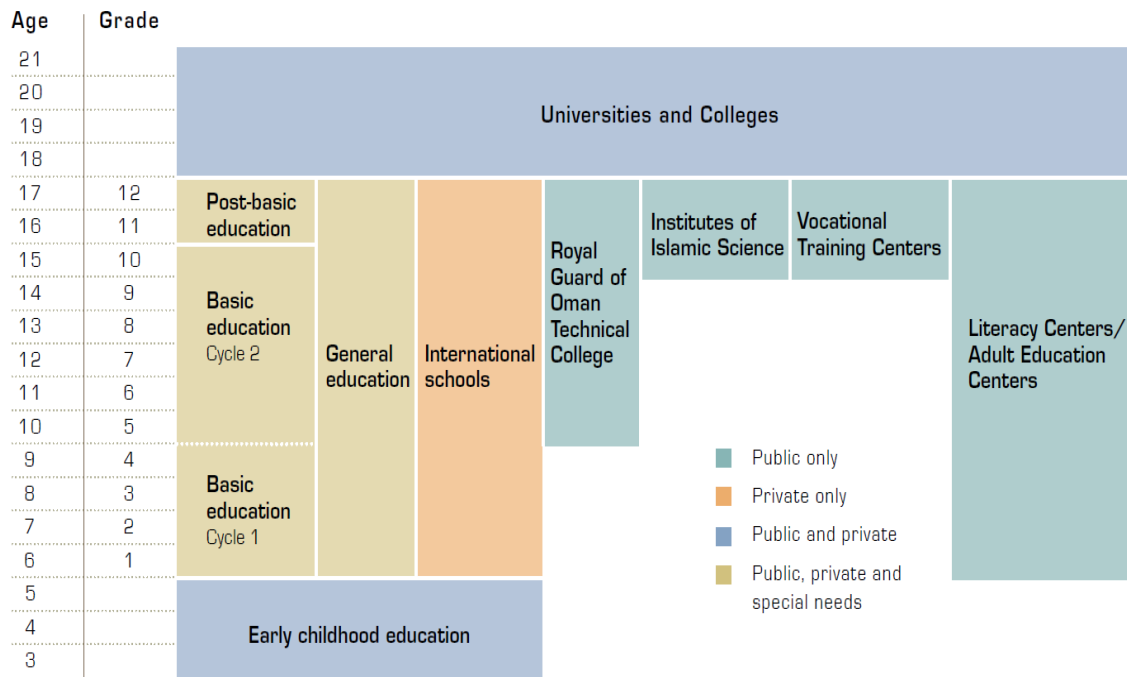 Age Grade
21
20
Universities and Colleges
19
18
17 12
16 11
15 10
14 9
13 8
12 7
11 6
10 5
9 4
8 3
7 2
6 1
5
4
3
Post-basic
education
Basic
education
Cycle 2
Basic
education
Cycle 1
General
education
International
schools
Royal
Guard of
Oman
Technical
College
Institutes of
Islamic Science
Vocational
Training Centers
Literacy Centers/
Adult Education
Centers
Public only
Private only
Public and private
Public, private and
special needs
Early childhood education